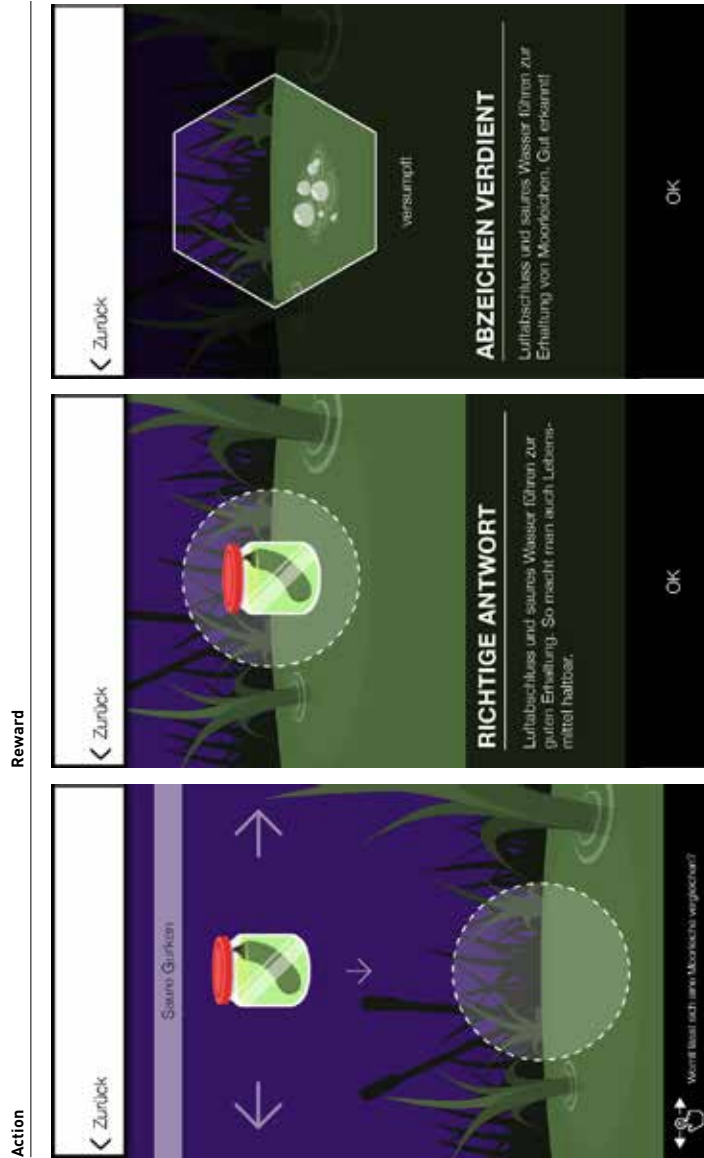 Action
Reward
Zurück
Saure Gurken
Womit lässt sich eine Moorleiche vergleichen?
Zurück
RICHTIGE ANTWORT
Luftabschluss und saures Wasser führen zur
guten Erhaltung. So macht man auch Lebens-
mittel haltbar.
OK
Zurück
versumpft
ABZEICHEN VERDIENT
Luftabschluss und saures Wasser führen zur
Erhaltung von Moorleichen. Gut erkannt!
OK